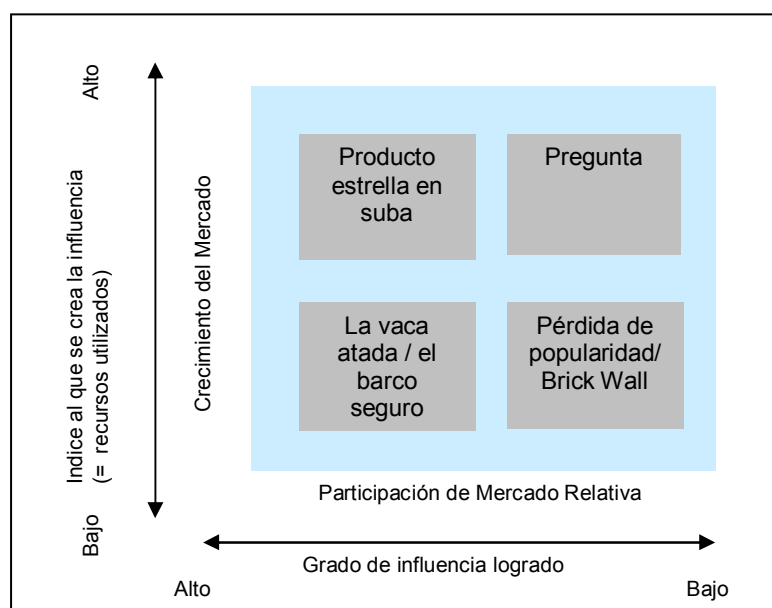 Alto
Indice al que se crea la influencia
(= recursos utilizados)
Bajo
Crecimiento del Mercado
Producto
estrella en
suba
Pregunta
La vaca
atada / el
barco
seguro
Pérdida de
popularidad/
Brick Wall
Participación de Mercado Relativa
Grado de influencia logrado
Alto
Bajo